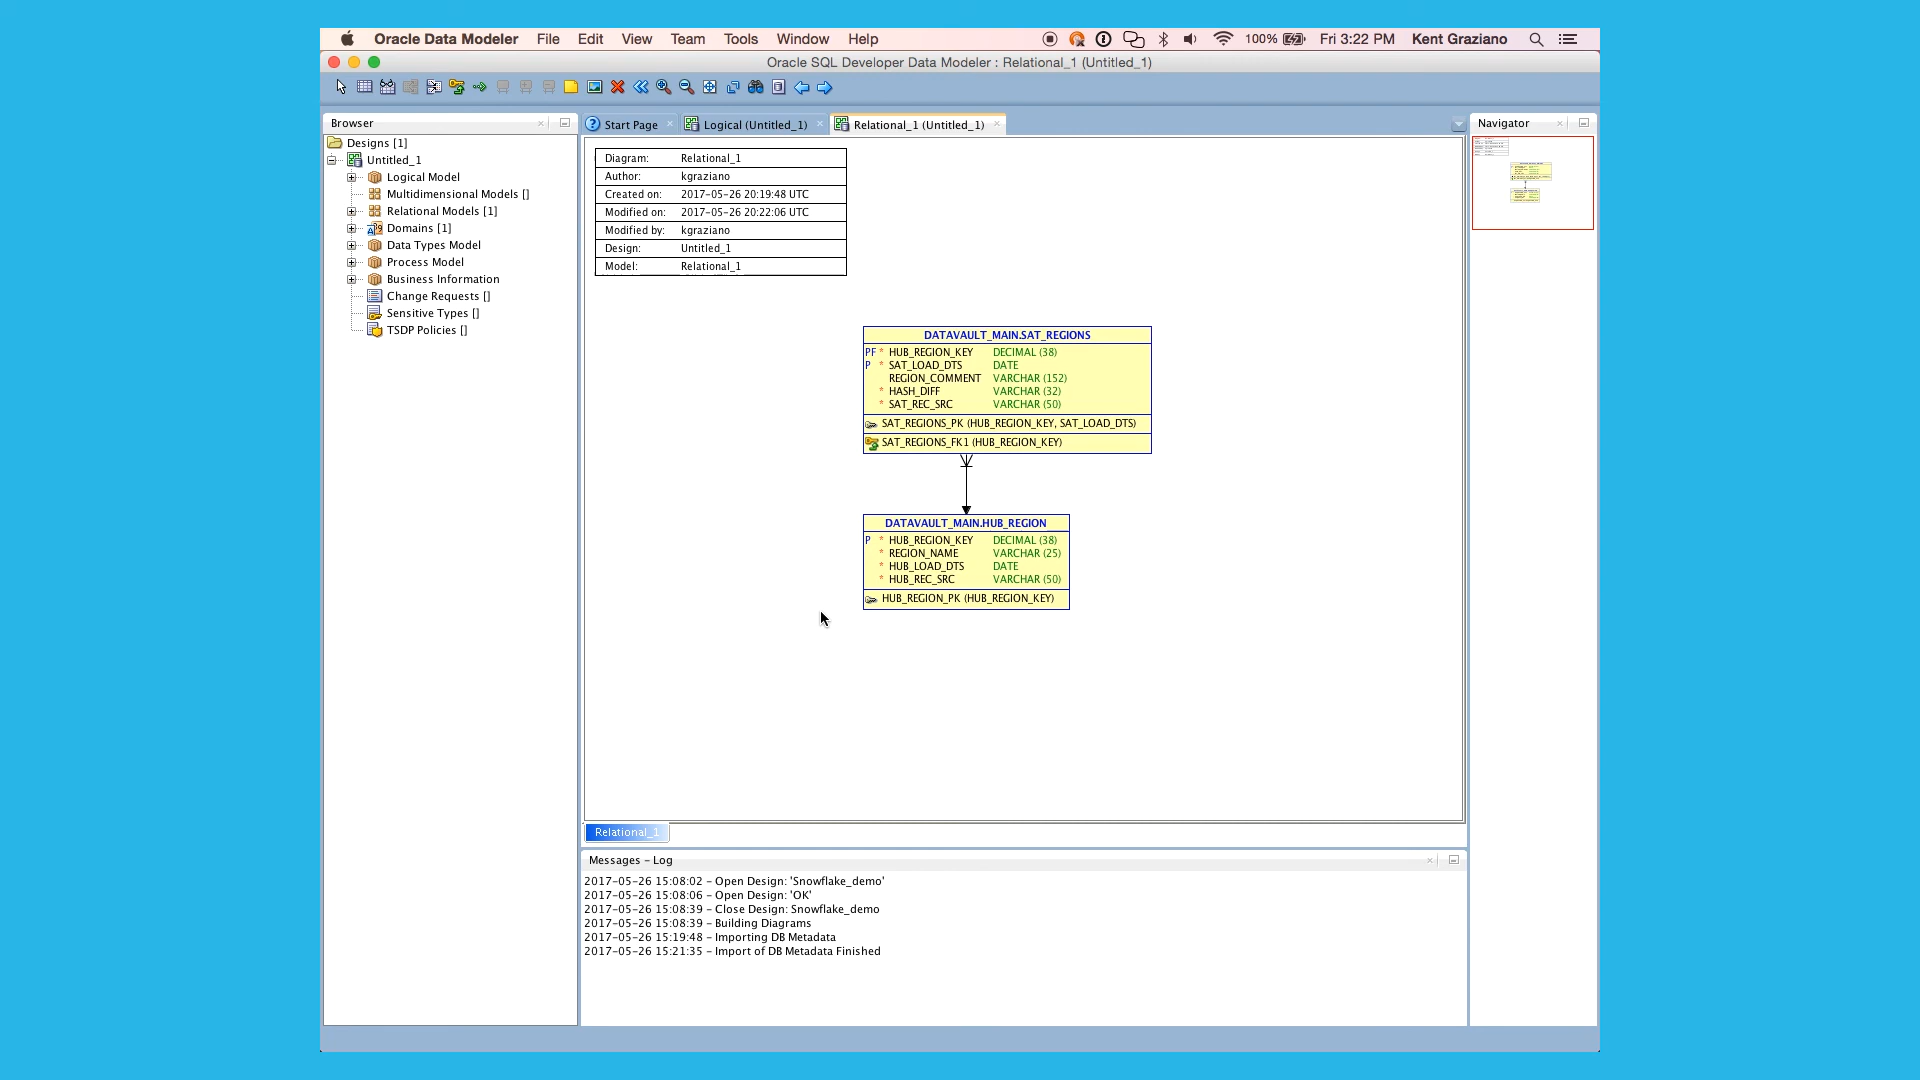 Oracle Data Modeler File Edit View Team Tools Window Help 100% Fri 3:22 PM Kent Graziano
Oracle SQL Developer Data Modeler : Relational_1 (Untitled_1)
Browser
Designs [1]
Untitled_1
Logical Model
Multidimensional Models []
Relational Models [1]
Domains [1]
Data Types Model
Process Model
Business Information
Change Requests []
Sensitive Types []
TSDP Policies []
Start Page Logical (Untitled_1) Relational_1 (Untitled_1)
Diagram: Relational_1
Author: kgraziano
Created on: 2017-05-26 20:19:48 UTC
Modified on: 2017-05-26 20:22:06 UTC
Modified by: kgraziano
Design: Untitled_1
Model: Relational_1
DATAVAULT_MAIN.SAT_REGIONS
PF * HUB_REGION_KEY DECIMAL (38)
P * SAT_LOAD_DTS DATE
REGION_COMMENT VARCHAR (152)
* HASH_DIFF VARCHAR (32)
* SAT_REC_SRC VARCHAR (50)
SAT_REGIONS_PK (HUB_REGION_KEY, SAT_LOAD_DTS)
SAT_REGIONS_FK1 (HUB_REGION_KEY)
DATAVAULT_MAIN.HUB_REGION
P * HUB_REGION_KEY DECIMAL (38)
* REGION_NAME VARCHAR (25)
* HUB_LOAD_DTS DATE
* HUB_REC_SRC VARCHAR (50)
HUB_REGION_PK (HUB_REGION_KEY)
Relational_1
Messages - Log
2017-05-26 15:08:02 - Open Design: 'Snowflake_demo'
2017-05-26 15:08:06 - Open Design: 'OK'
2017-05-26 15:08:39 - Close Design: Snowflake_demo
2017-05-26 15:08:39 - Building Diagrams
2017-05-26 15:19:48 - Importing DB Metadata
2017-05-26 15:21:35 - Import of DB Metadata Finished
Navigator